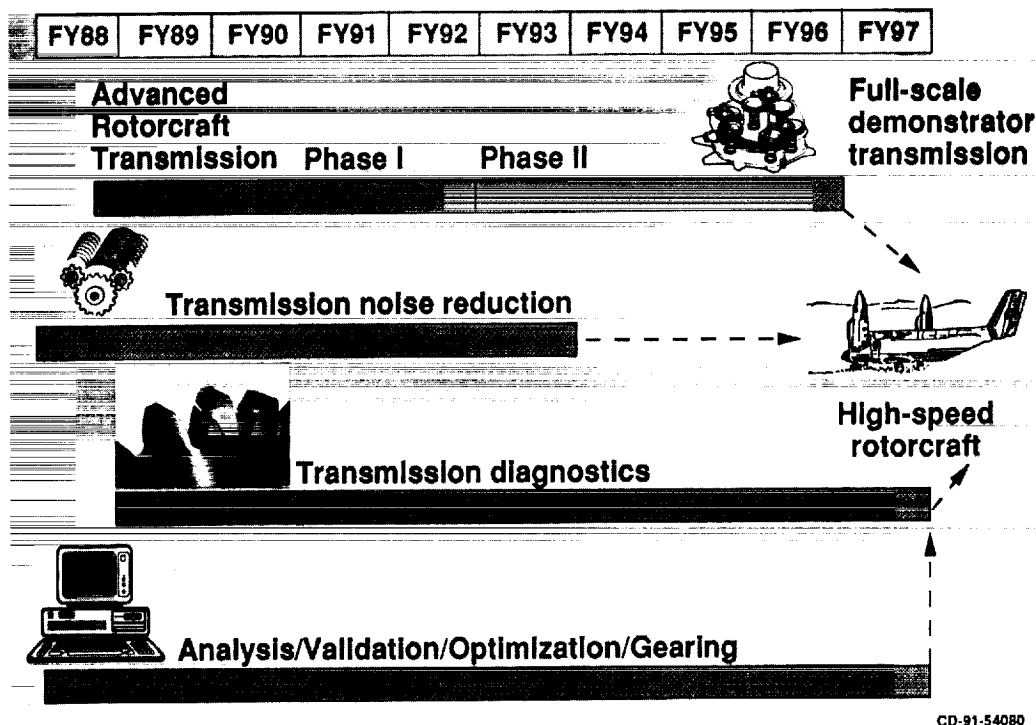 FY88 FY89 FY90 FY91 FY92 FY93 FY94 FY95 FY96 FY97
Advanced
Rotorcraft
Transmission Phase I Phase II
Full-scale
demonstrator
transmission
Transmission noise reduction
High-speed
rotorcraft
Transmission diagnostics
Analysis/Validation/Optimization/Gearing
CD-91-54080